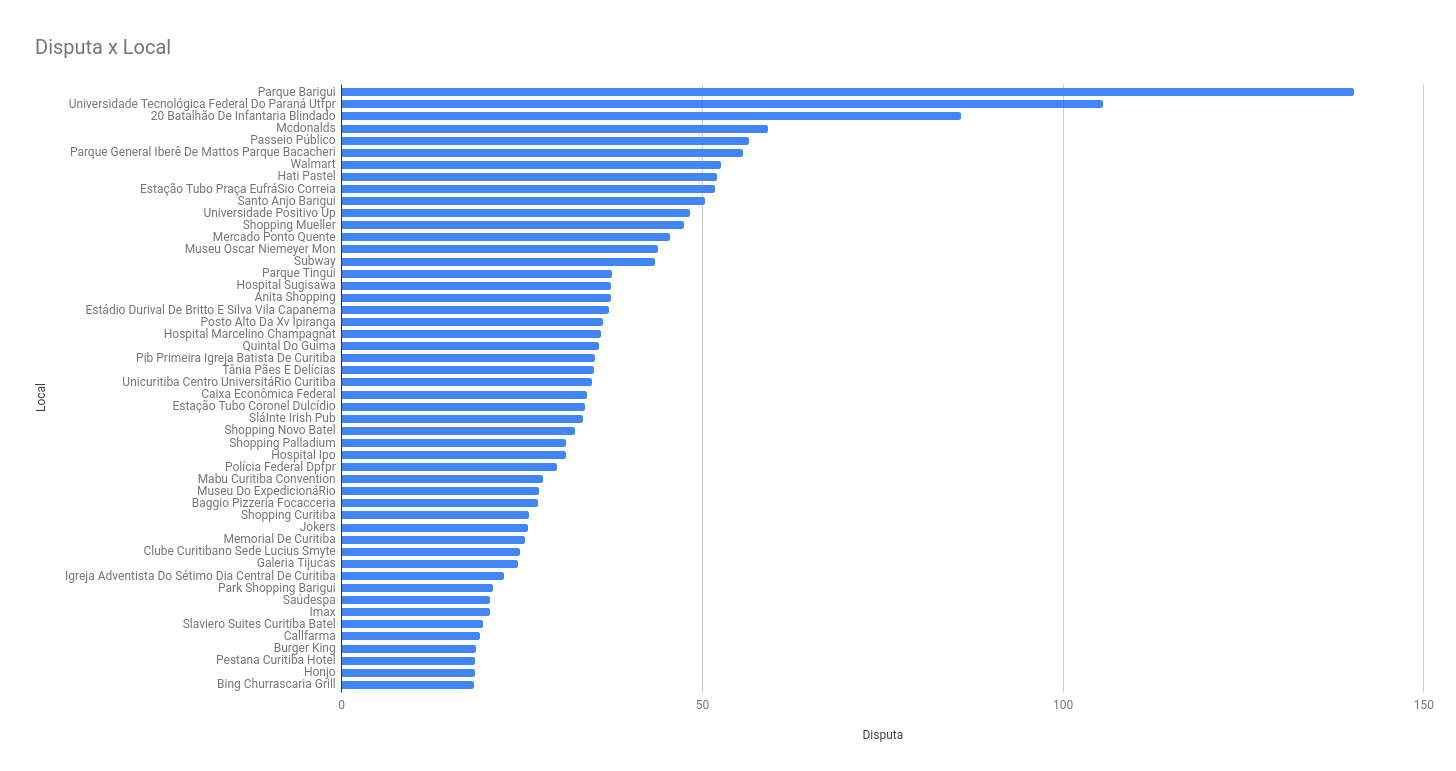 Disputa x Local
Parque Barigui
Universidade Tecnológica Federal Do Paraná Utfpr
20 Batalhão De Infantaria Blindado
Mcdonalds
Passeio Público
Parque General Iberê De Mattos Parque Bacacheri
Walmart
Hati Pastel
Estação Tubo Praça EufráSio Correia
Santo Anjo Barigui
Universidade Positivo Up
Shopping Mueller
Mercado Ponto Quente
Museu Oscar Niemeyer Mon
Subway
Parque Tingui
Hospital Sugisawa
Anita Shopping
Estádio Durival De Britto E Silva Vila Capanema
Posto Alto Da Xv Ipiranga
Hospital Marcelino Champagnat
Quintal Do Guima
Pib Primeira Igreja Batista De Curitiba
Tânia Pães E Delícias
Unicuritiba Centro UniversitáRio Curitiba
Caixa Econômica Federal
Estação Tubo Coronel Dulcídio
SláInte Irish Pub
Shopping Novo Batel
Shopping Palladium
Hospital Ipo
Polícia Federal Dpfpr
Mabu Curitiba Convention
Museu Do ExpedicionáRio
Baggio Pizzeria Focacceria
Shopping Curitiba
Jokers
Memorial De Curitiba
Clube Curitibano Sede Lucius Smyte
Galeria Tijucas
Igreja Adventista Do Sétimo Dia Central De Curitiba
Park Shopping Barigui
Saúdespa
Imax
Slaviero Suites Curitiba Batel
Callfarma
Burger King
Pestana Curitiba Hotel
Honjo
Bing Churrascaria Grill
Local
0 50 100 150
Disputa